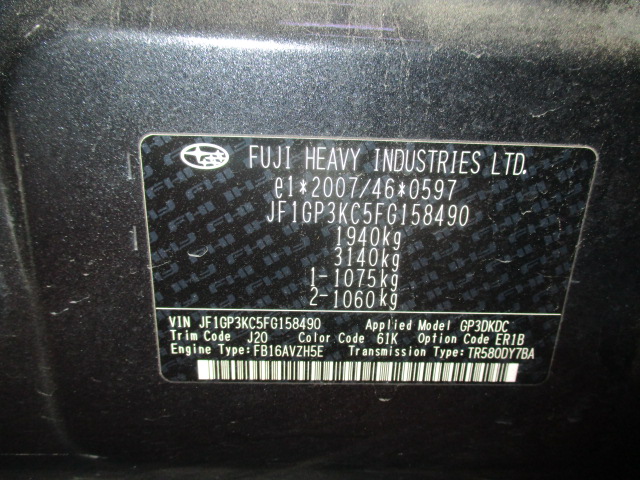 FUJI HEAVY INDUSTRIES LTD.
e1*2007/46*0597
JF1GP3KC5FG158490
1940kg
3140kg
1-1075kg
2-1060kg
VIN JF1GP3KC5FG158490 Applied Model GP3DKDC
Trim Code J20 Color Code 61K Option Code ER1B
Engine Type:FB16AVZH5E Transmission Type:TR580DY7BA